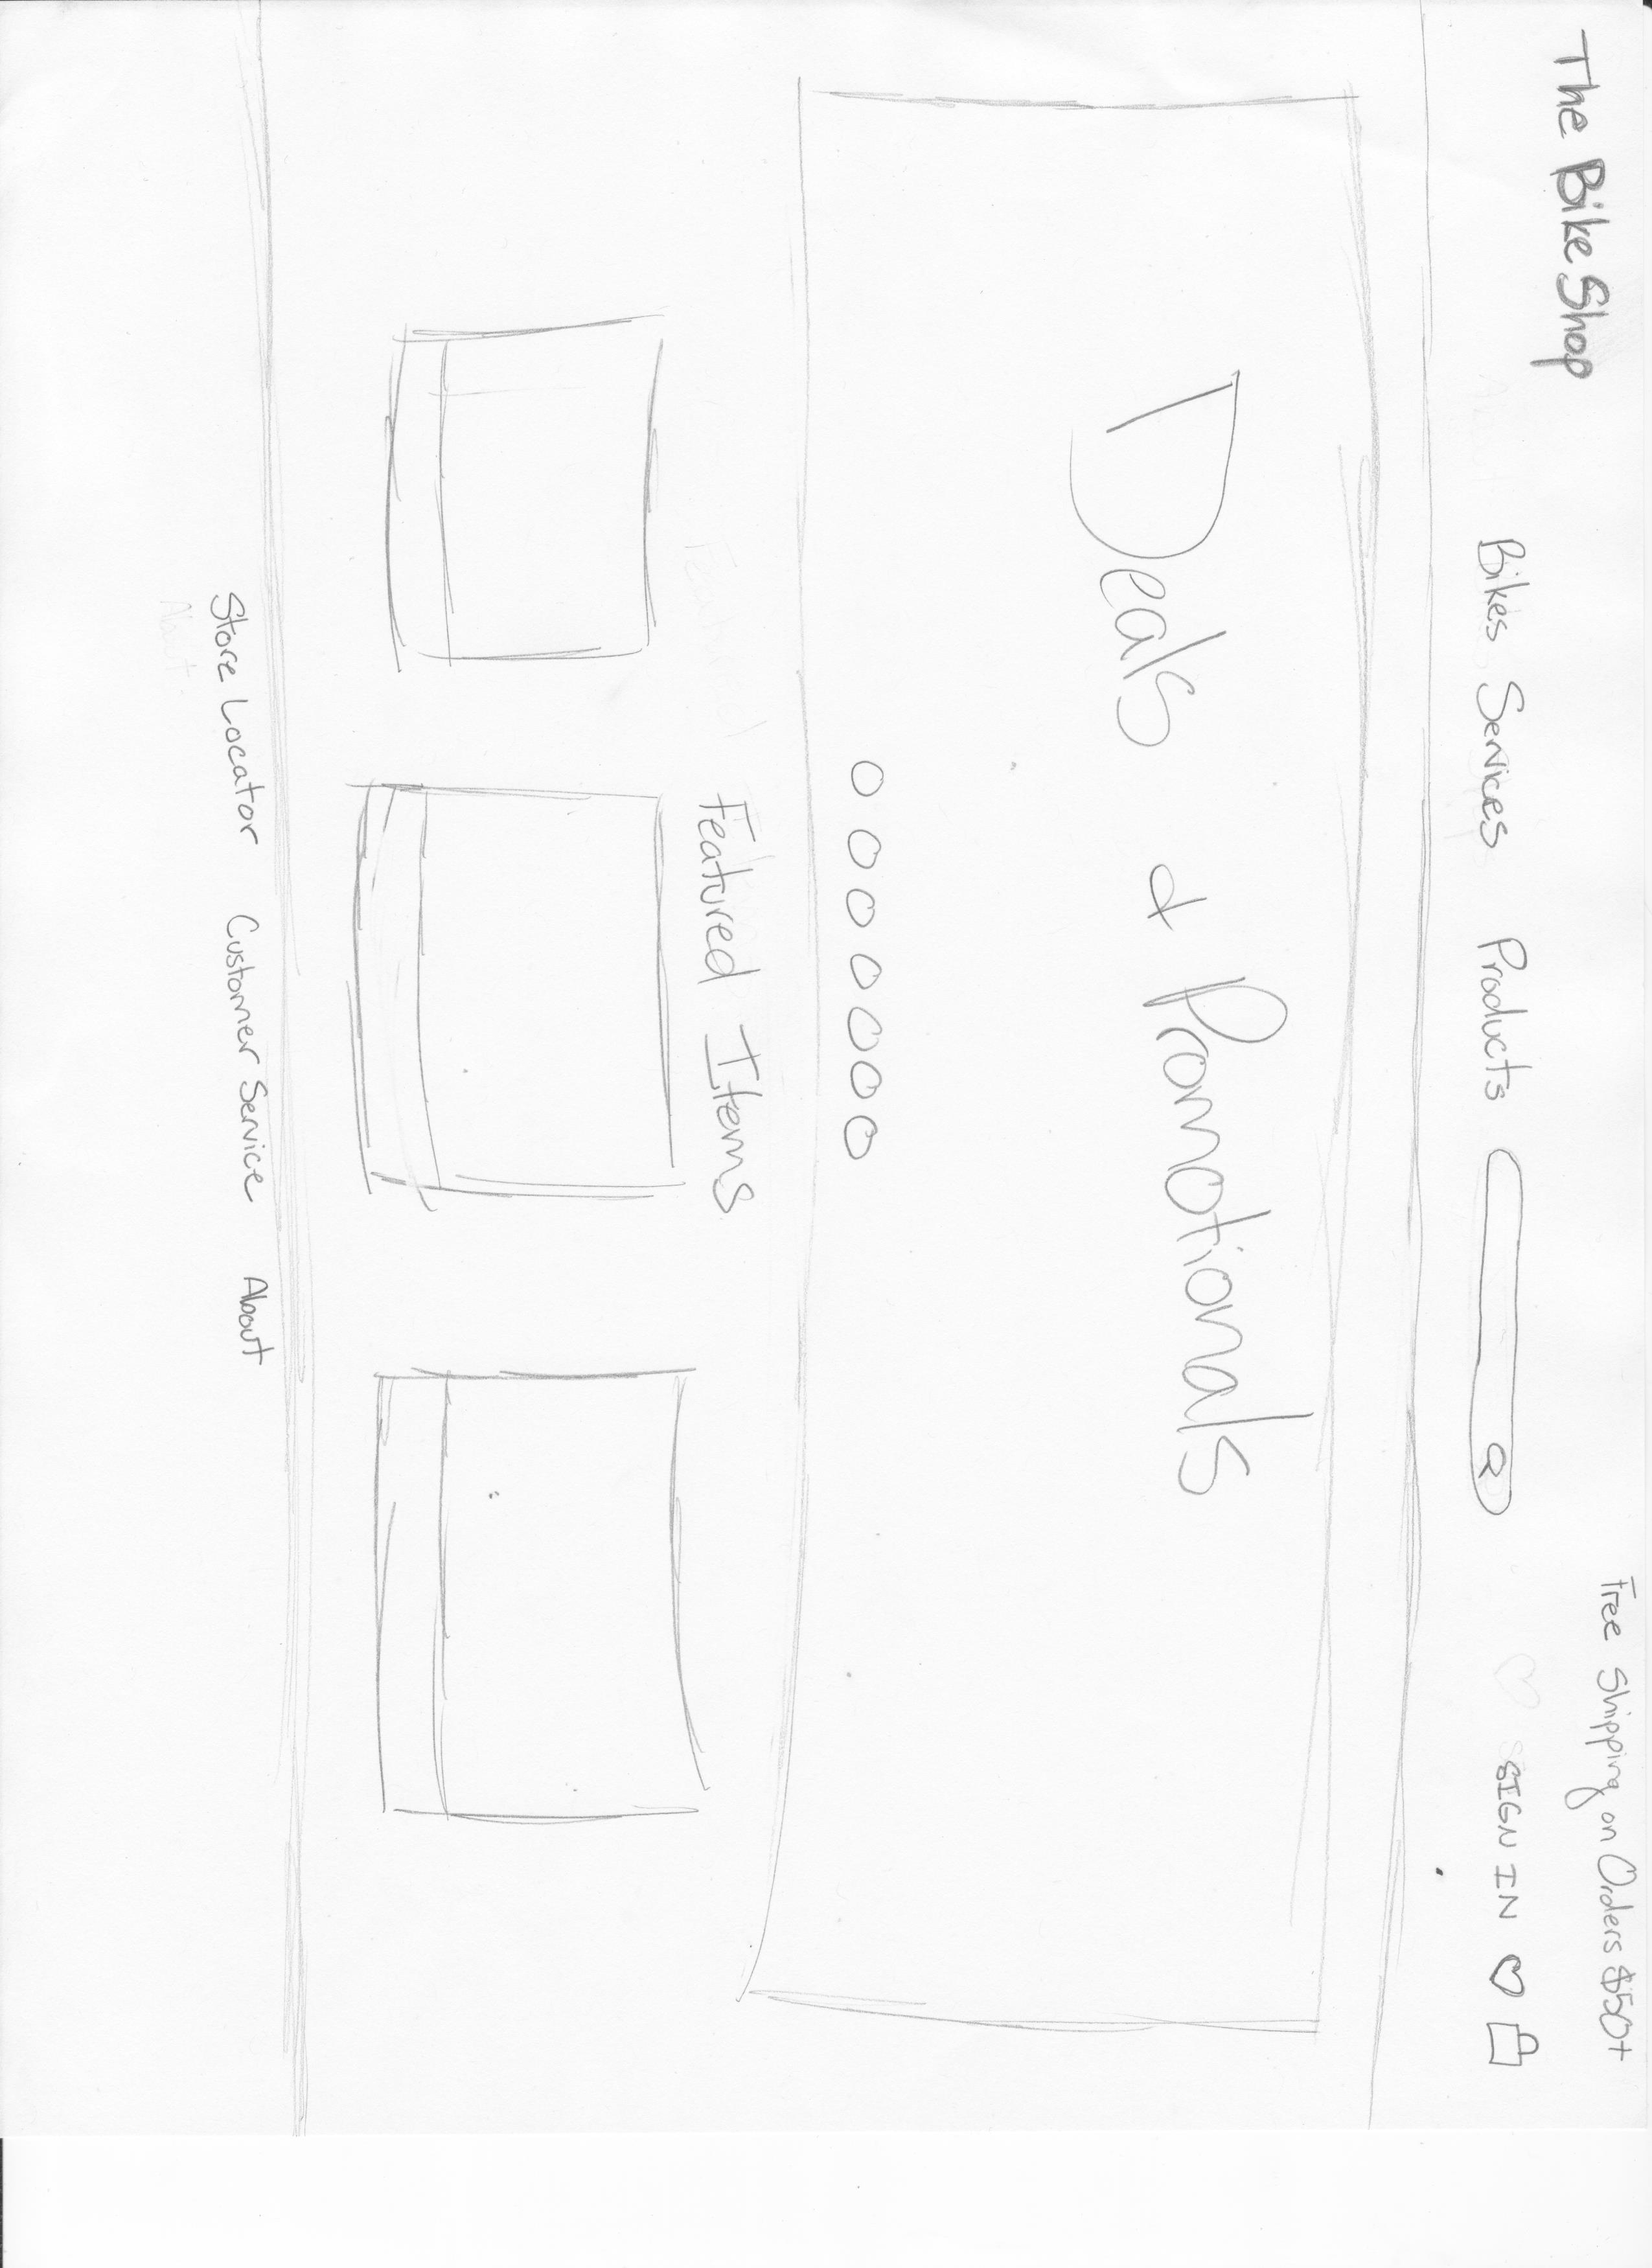 Free Shipping on Orders $50+
The Bike Shop
Bikes Services Products SIGN IN
Deals & Promotionals
Featured Items
Store Locator Customer Service About